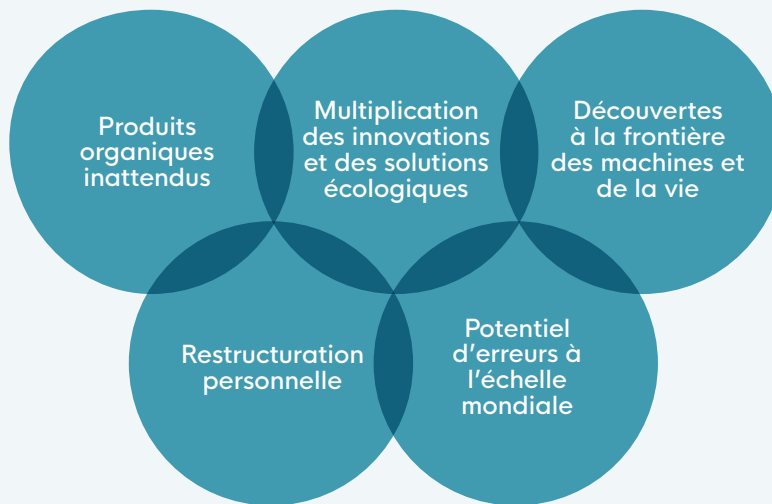 Produits
organiques
inattendus
Multiplication
des innovations
et des solutions
écologiques
Découvertes
à la frontière
des machines et
de la vie
Restructuration
personnelle
Potentiel
d’erreurs à
l’échelle
mondiale